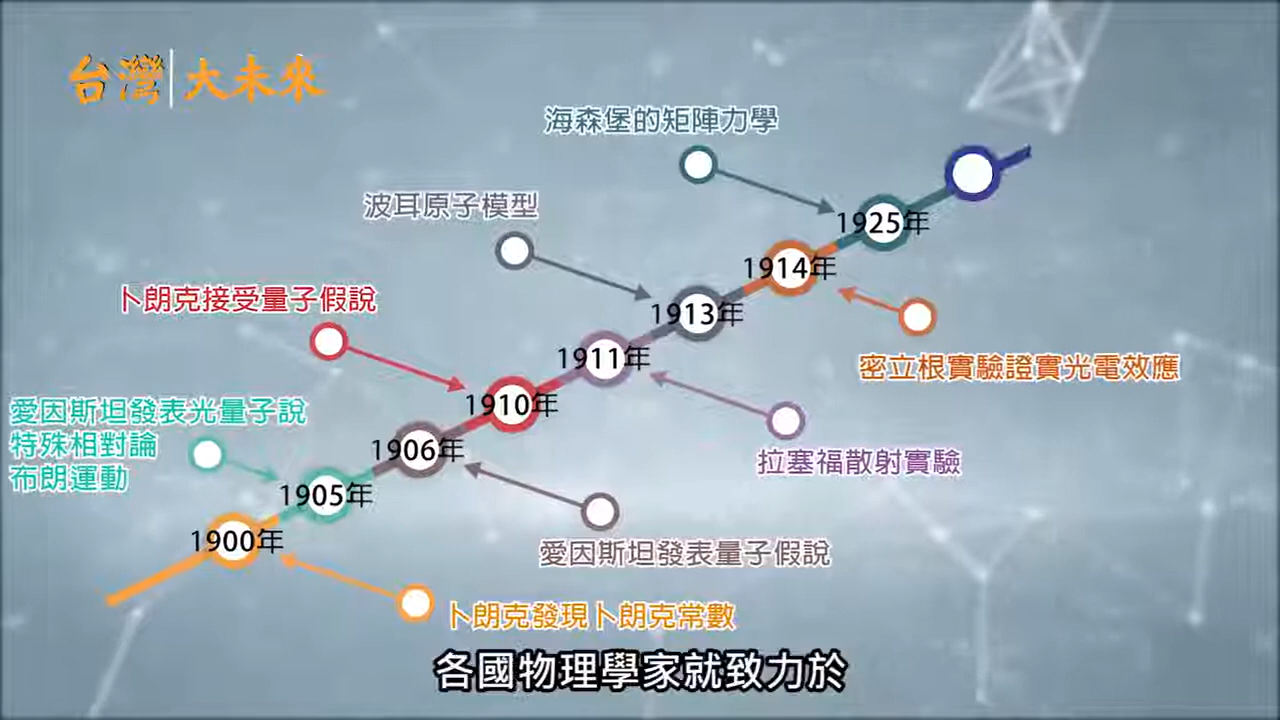 台灣|大未來
海森堡的矩陣力學
1925年
波耳原子模型
1914年
卜朗克接受量子假說
1913年
1911年
密立根實驗證實光電效應
愛因斯坦發表光量子說
特殊相對論
布朗運動
1910年
1906年
拉塞福散射實驗
1905年
1900年
愛因斯坦發表量子假說
卜朗克發現卜朗克常數
各國物理學家就致力於